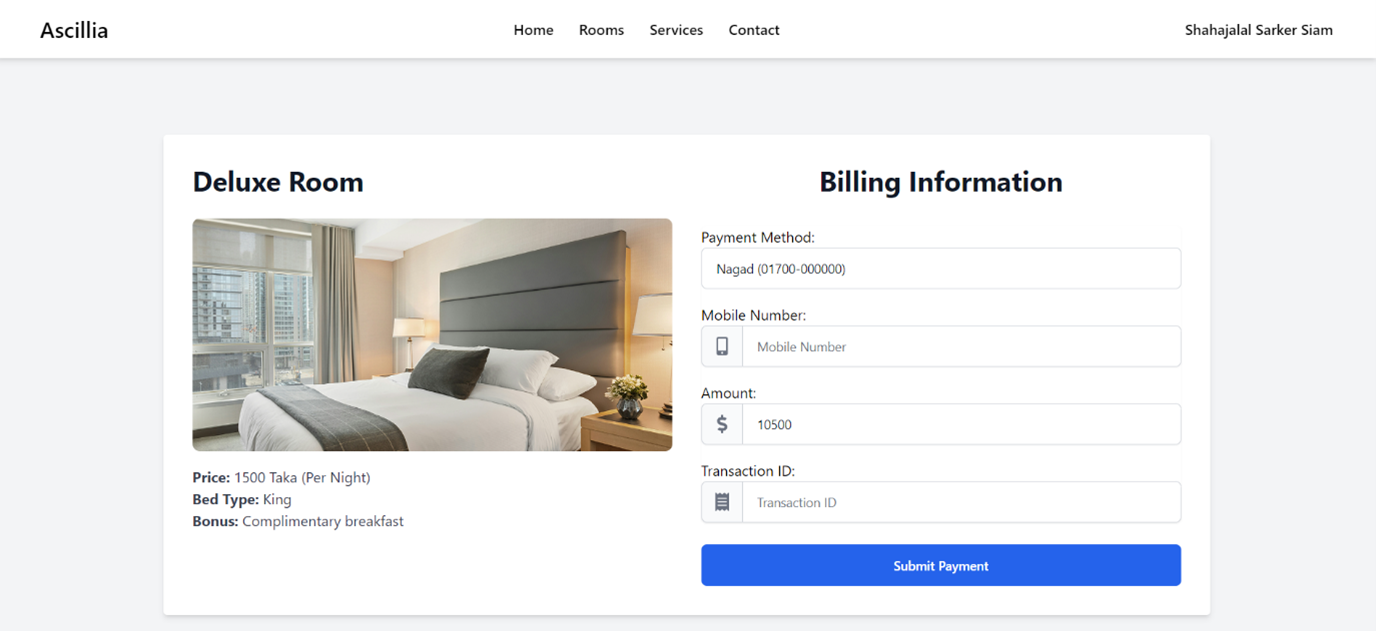 Ascillia
Home Rooms Services Contact
Shahajalal Sarker Siam
Deluxe Room
Price: 1500 Taka (Per Night)
Bed Type: King
Bonus: Complimentary breakfast
Billing Information
Payment Method:
Nagad (01700-000000)
Mobile Number:
Mobile Number
Amount:
$ 10500
Transaction ID:
Transaction ID
Submit Payment